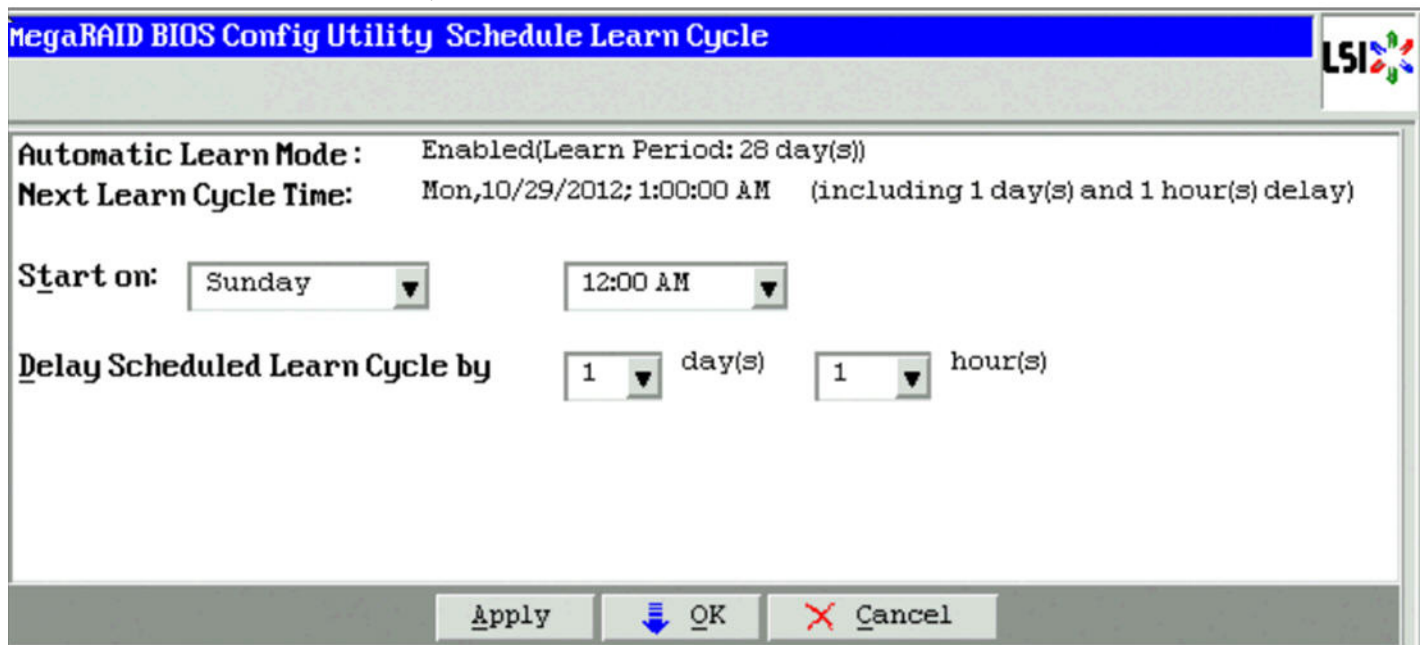 MegaRAID BIOS Config Utility Schedule Learn Cycle
LSI
Automatic Learn Mode : Enabled(Learn Period: 28 day(s))
Next Learn Cycle Time: Mon,10/29/2012; 1:00:00 AM (including 1 day(s) and 1 hour(s) delay)
Start on: Sunday 12:00 AM
Delay Scheduled Learn Cycle by 1 day(s) 1 hour(s)
Apply OK Cancel